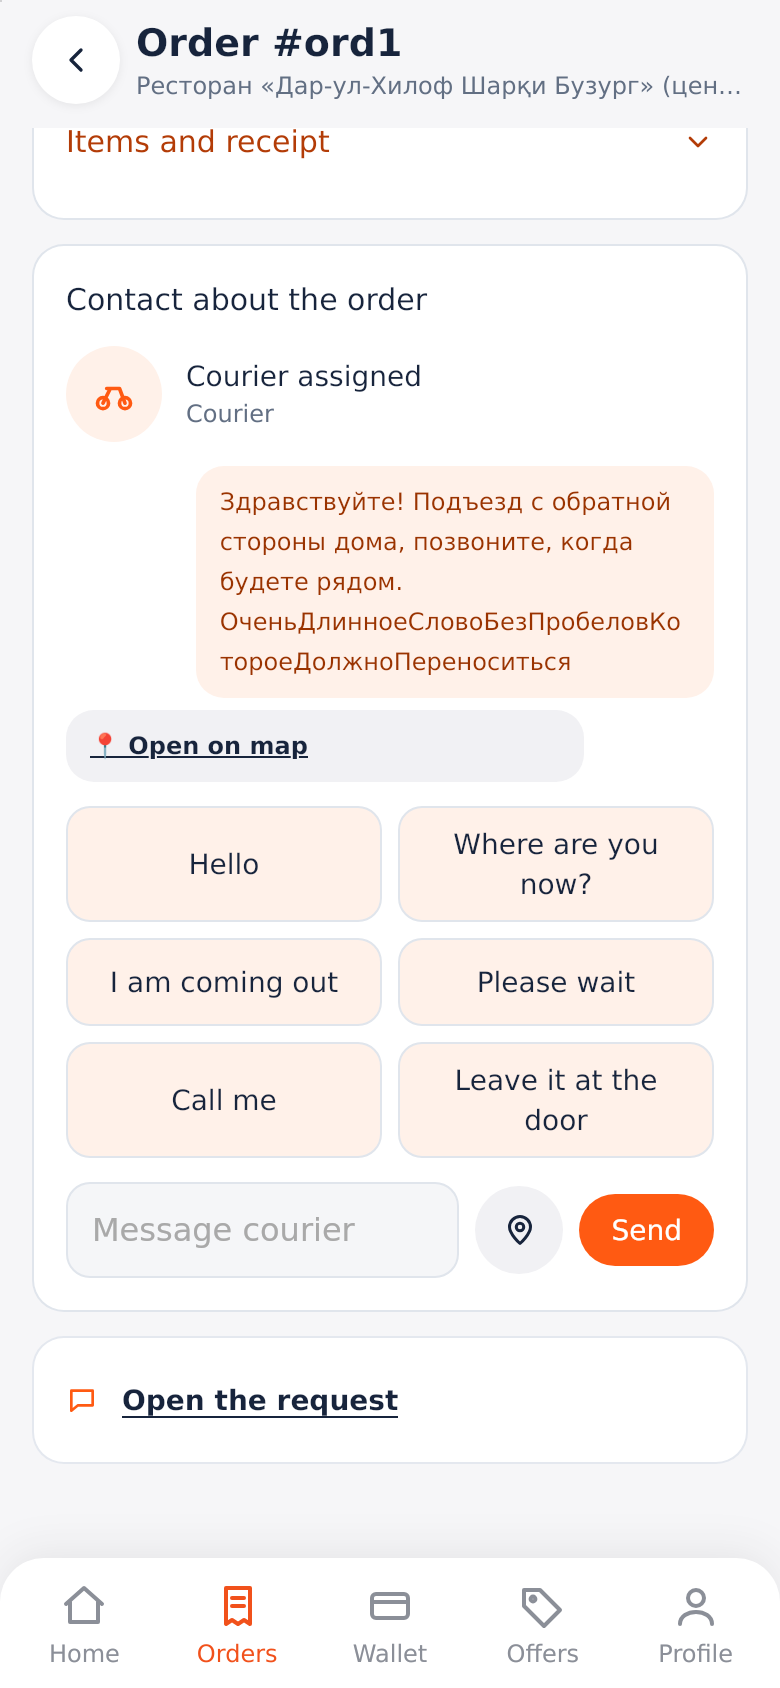 Order #ord1
Ресторан «Дар-ул-Хилоф Шарқи Бузург» (цен...
Items and receipt
Contact about the order
Courier assigned
Courier
Здравствуйте! Подъезд с обратной
стороны дома, позвоните, когда
будете рядом.
ОченьДлинноеСловоБезПробеловКо
тороеДолжноПереноситься
📍 Open on map
Hello
Where are you
now?
I am coming out
Please wait
Call me
Leave it at the
door
Message courier
Send
Open the request
Home
Orders
Wallet
Offers
Profile